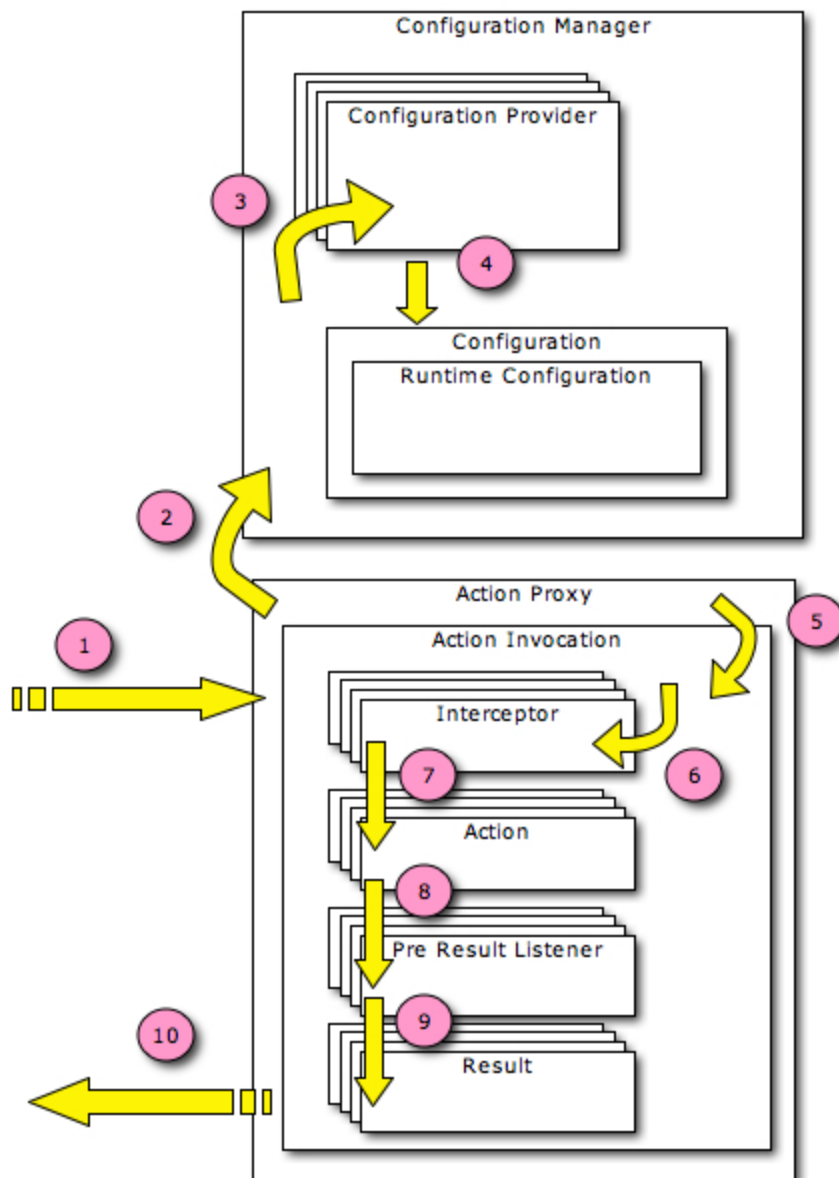 Configuration Manager
Configuration Provider
3
4
Configuration
Runtime Configuration
2
Action Proxy
5
Action Invocation
1
Interceptor
6
7
Action
8
Pre Result Listener
9
10
Result